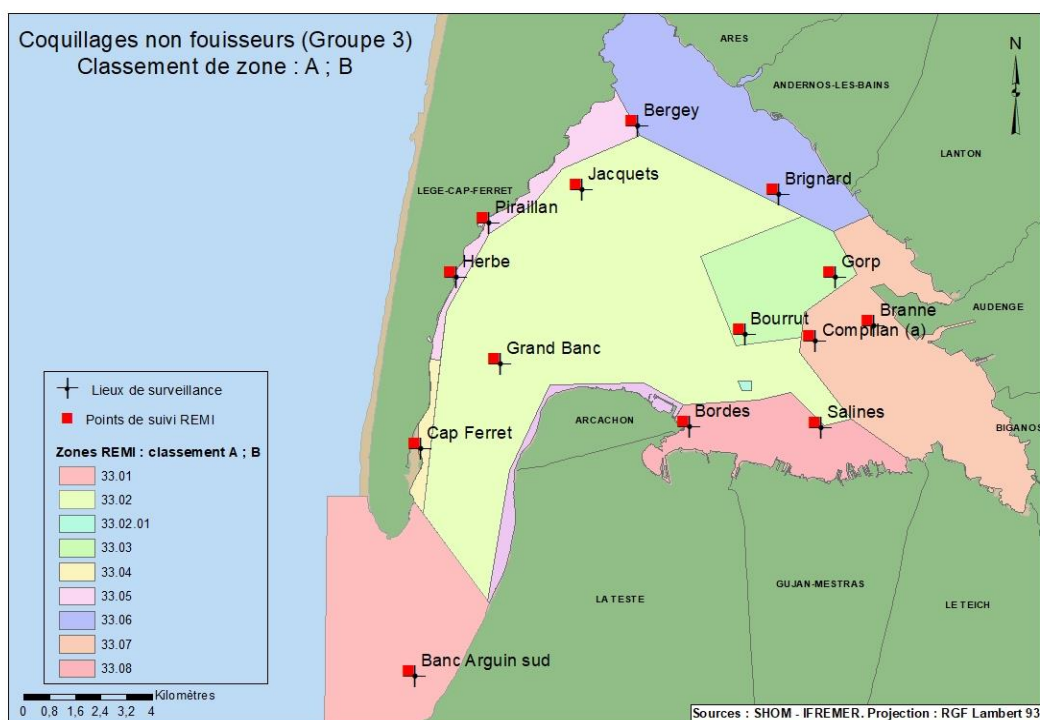 Coquillages non fouisseurs (Groupe 3)
Classement de zone : A ; B
N
ARES
ANDERNOS-LES-BAINS
LANTON
Bergey
Jacquets
Brignard
LEGE-CAP-FERRET
Piraillan
Herbe
Gorp
AUDENGE
Branne
Bourrut
Comprian (a)
Grand Banc
ARCACHON
Bordes
Salines
BIGANOS
Cap Ferret
LA TESTE
GUJAN-MESTRAS
LE TEICH
Banc Arguin sud
Lieux de surveillance
Points de suivi REMI
Zones REMI : classement A ; B
33.01
33.02
33.02.01
33.03
33.04
33.05
33.06
33.07
33.08
Kilomètres
0 0,8 1,6 2,4 3,2 4
Sources : SHOM - IFREMER. Projection : RGF Lambert 93